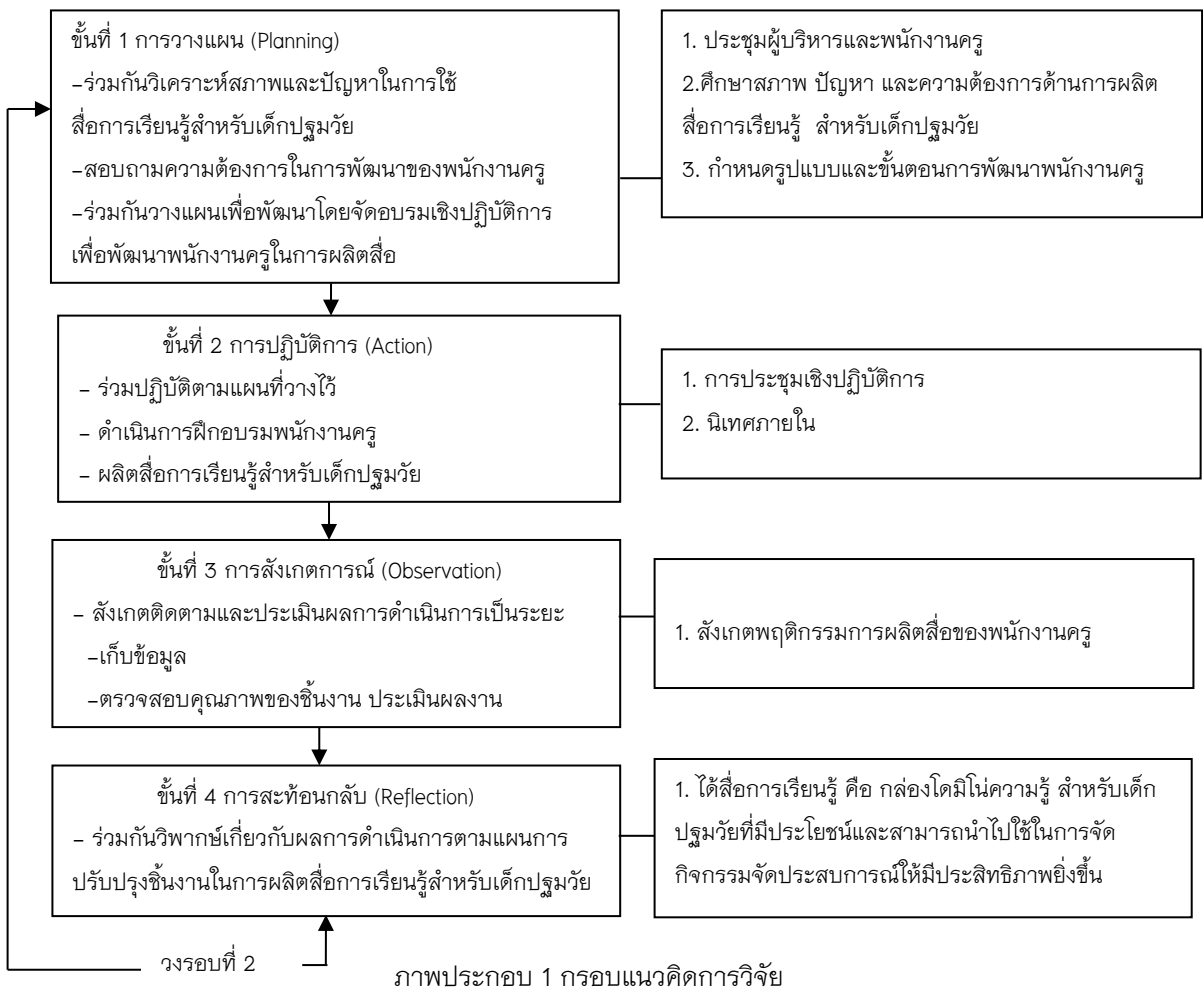 ขั้นที่ 1 การวางแผน (Planning)
-ร่วมกันวิเคราะห์สภาพและปัญหาในการใช้
สื่อการเรียนรู้สำหรับเด็กปฐมวัย
-สอบถามความต้องการในการพัฒนาของพนักงานครู
-ร่วมกันวางแผนเพื่อพัฒนาโดยจัดอบรมเชิงปฏิบัติการ
เพื่อพัฒนาพนักงานครูในการผลิตสื่อ
1. ประชุมผู้บริหารและพนักงานครู
2.ศึกษาสภาพ ปัญหา และความต้องการด้านการผลิต
สื่อการเรียนรู้ สำหรับเด็กปฐมวัย
3. กำหนดรูปแบบและขั้นตอนการพัฒนาพนักงานครู
ขั้นที่ 2 การปฏิบัติการ (Action)
- ร่วมปฏิบัติตามแผนที่วางไว้
- ดำเนินการฝึกอบรมพนักงานครู
- ผลิตสื่อการเรียนรู้สำหรับเด็กปฐมวัย
1. การประชุมเชิงปฏิบัติการ
2. นิเทศภายใน
ขั้นที่ 3 การสังเกตการณ์ (Observation)
- สังเกตติดตามและประเมินผลการดำเนินการเป็นระยะ
-เก็บข้อมูล
-ตรวจสอบคุณภาพของชิ้นงาน ประเมินผลงาน
1. สังเกตพฤติกรรมการผลิตสื่อของพนักงานครู
ขั้นที่ 4 การสะท้อนกลับ (Reflection)
- ร่วมกันวิพากษ์เกี่ยวกับผลการดำเนินการตามแผนการ
ปรับปรุงชิ้นงานในการผลิตสื่อการเรียนรู้สำหรับเด็กปฐมวัย
1. ได้สื่อการเรียนรู้ คือ กล่องโดมิโน่ความรู้ สำหรับเด็ก
ปฐมวัยที่มีประโยชน์และสามารถนำไปใช้ในการจัด
กิจกรรมจัดประสบการณ์ให้มีประสิทธิภาพยิ่งขึ้น
วงรอบที่ 2
ภาพประกอบ 1 กรอบแนวคิดการวิจัย